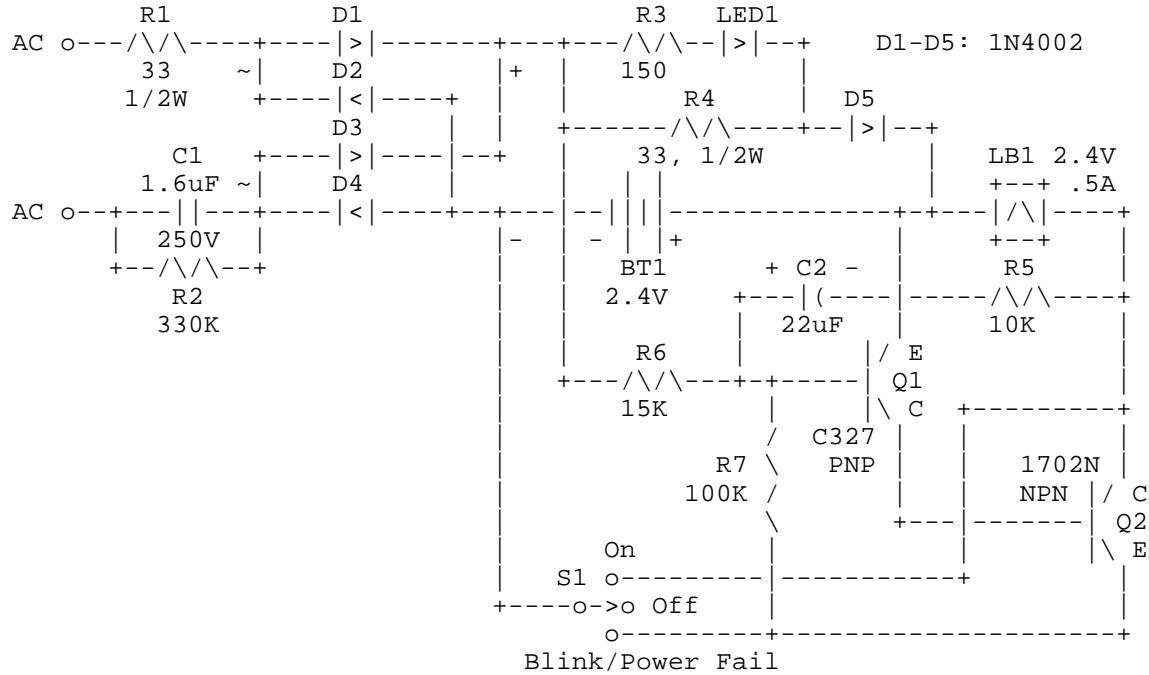 R1 D1 R3 LED1
AC o---/\/\----+----|>|-------+---+---/\/\--|>|--+ D1-D5: 1N4002
33 ~| D2 |+ | 150 |
1/2W +----|<|----+ | | R4 | D5
D3 | | +------/\/\-----+--|>|--+
C1 +----|>|----|--+ | 33, 1/2W | LB1 2.4V
1.6uF ~| D4 | | | | | +--+ .5A
AC o--+---||---+----|<|----+--+---|--||||--------------+-+---|/\|----+
| 250V | |- | - | |+ | +--+ |
+--/\/\--+ | | BT1 + C2 - | R5 |
R2 | | 2.4V +---|(----|-----/\/\----+
330K | | | 22uF | 10K |
| | R6 | |/ E |
| +---/\/\---+-+-----| Q1 |
| 15K | |\ C +---------+
| / C327 | | |
| R7 \ PNP | | 1702N |
| 100K / | | NPN |/ C
| \ +---|-------| Q2
| On | | |\ E
| S1 o---------|-----------+ |
+----o->o Off | |
o---------+----------------------+
Blink/Power Fail